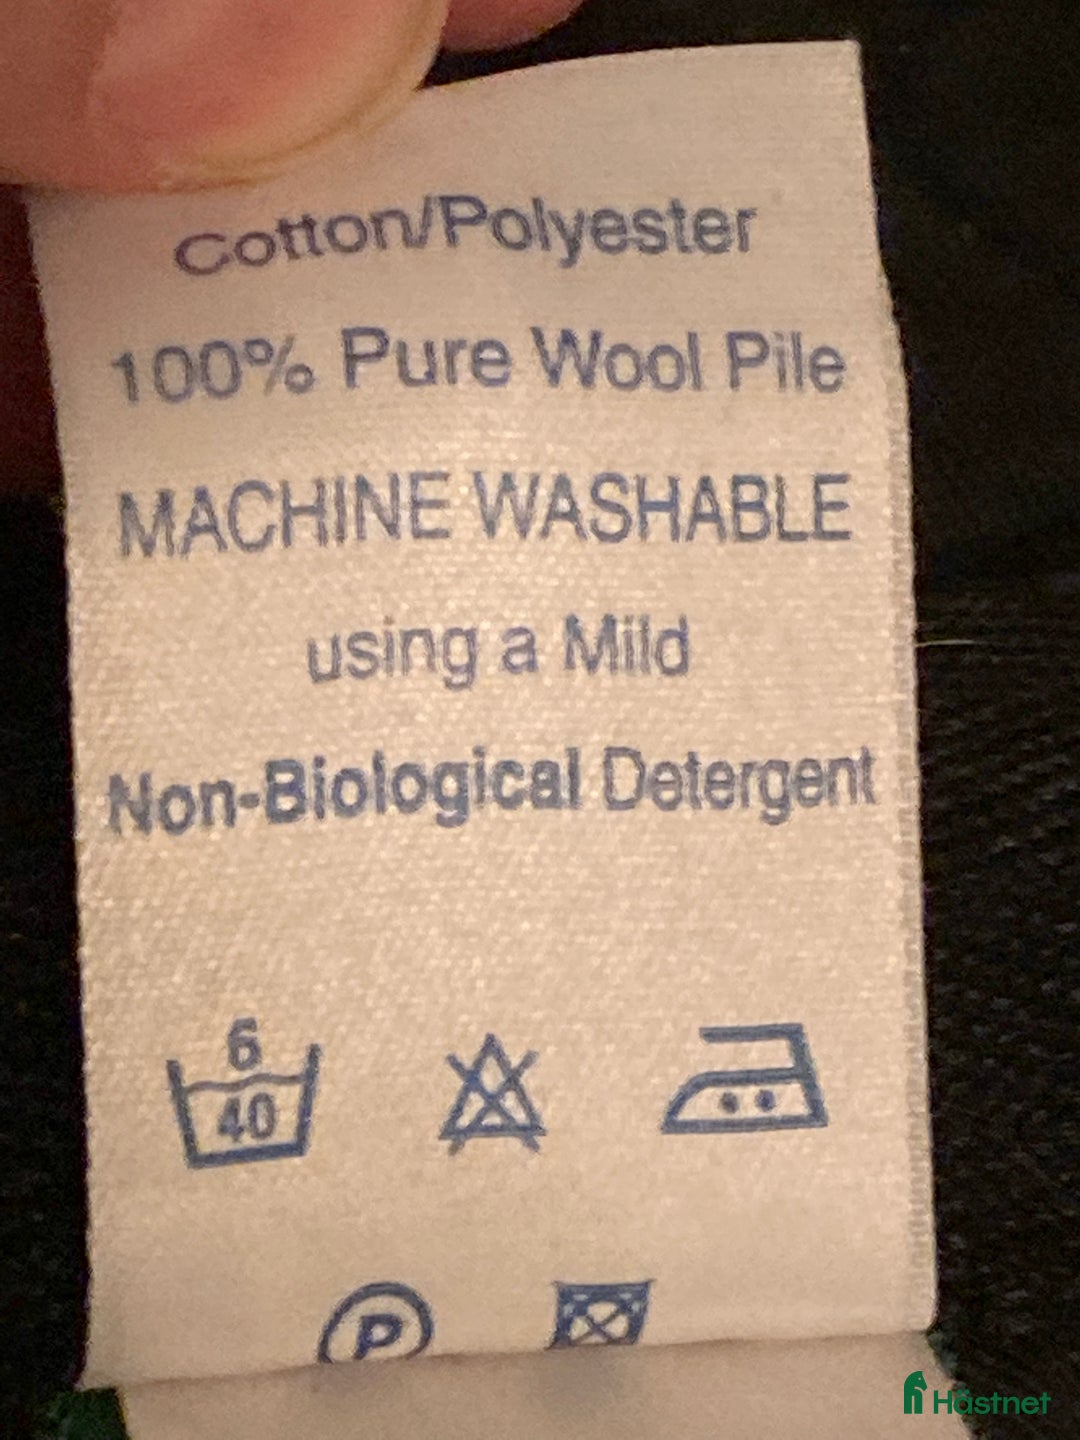 Cotton/Polyester
100% Pure Wool Pile
MACHINE WASHABLE
using a Mild
Non-Biological Detergent
6
40
P
Hästnet